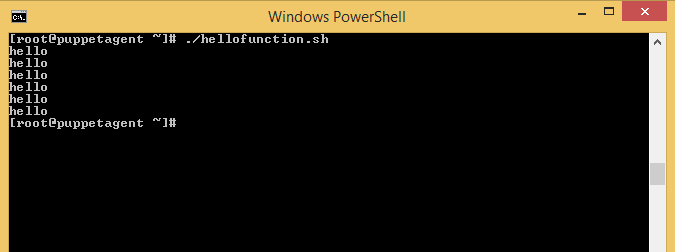 Windows PowerShell
[root@puppetagent ~]# ./hellofunction.sh
hello
hello
hello
hello
hello
hello
[root@puppetagent ~]#